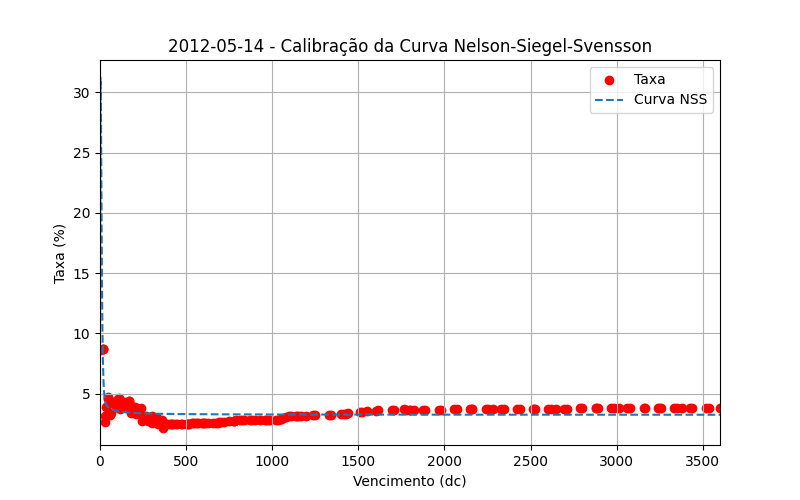 2012-05-14 - Calibração da Curva Nelson-Siegel-Svensson
Taxa
Curva NSS
Taxa (%)
30
25
20
15
10
5
0
500
1000
1500
2000
2500
3000
3500
Vencimento (dc)